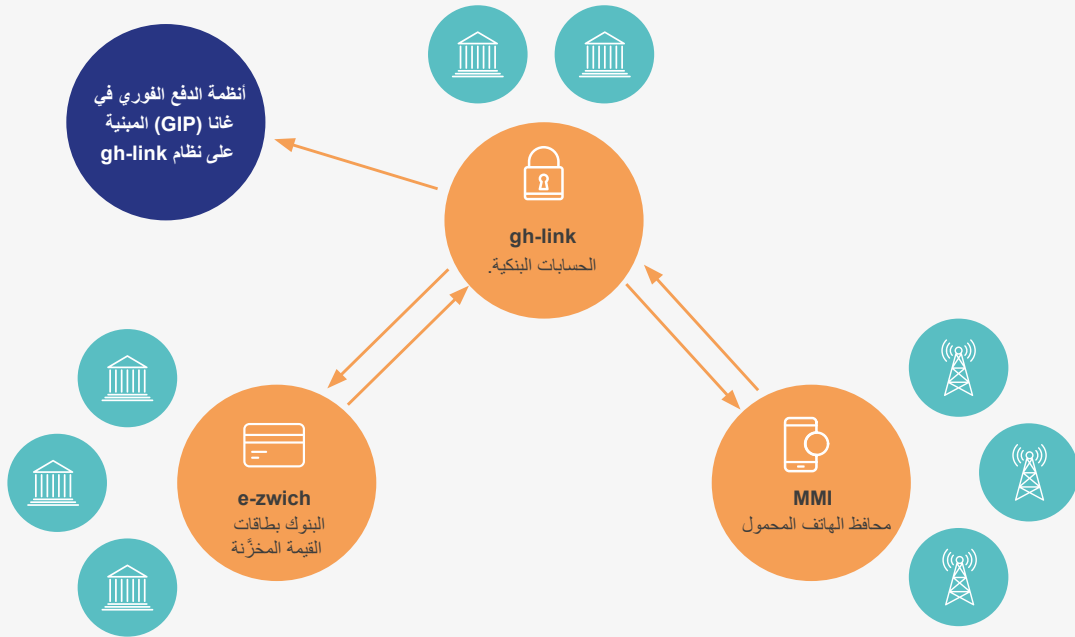 أنظمة الدفع الفوري في
غانا (GIP) المبنية
على نظام gh-link
gh-link
الحسابات البنكية.
e-zwich
البنوك بطاقات
القيمة المخزَّنة
MMI
محافظ الهاتف المحمول